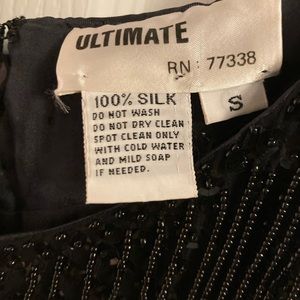 ULTIMATE
RN: 77338
S
100% SILK
DO NOT WASH
DO NOT DRY CLEAN
SPOT CLEAN ONLY
WITH COLD WATER
AND MILD SOAP
IF NEEDED.